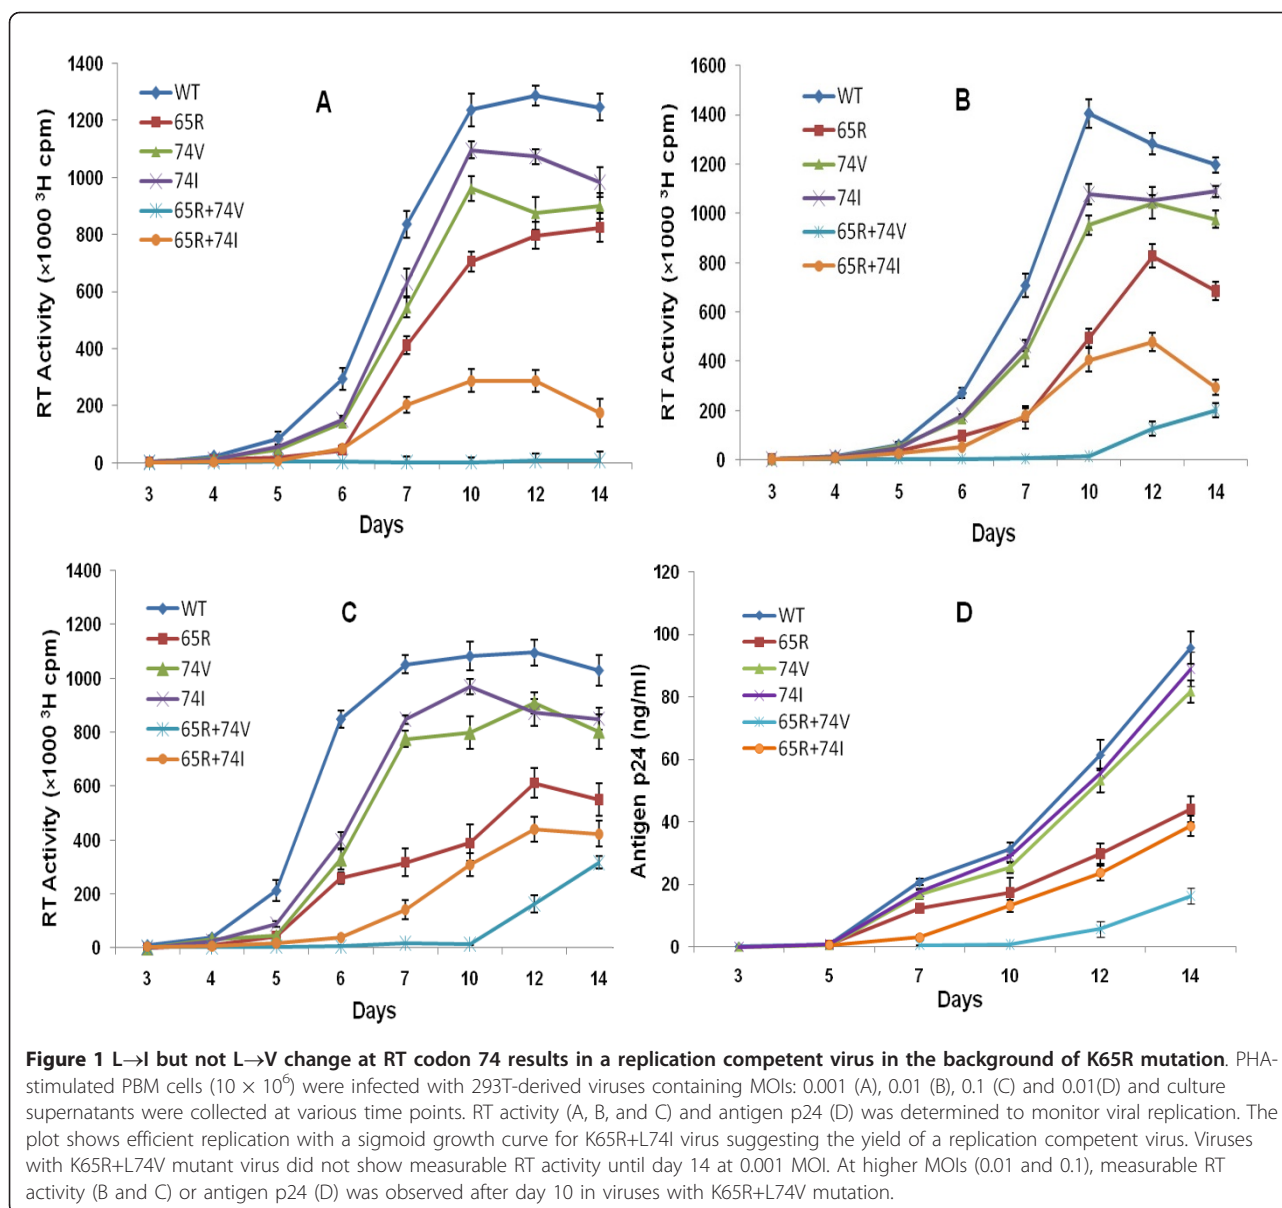 1400
1200
1000
800
600
400
200
0
RT Activity (×1000 ³H cpm)
WT
65R
74V
74I
65R+74V
65R+74I
A
3 4 5 6 7 10 12 14
Days
1600
1400
1200
1000
800
600
400
200
0
RT Activity (×1000 ³H cpm)
WT
65R
74V
74I
65R+74V
65R+74I
B
3 4 5 6 7 10 12 14
Days
1400
1200
1000
800
600
400
200
0
RT Activity (×1000 ³H cpm)
WT
65R
74V
74I
65R+74V
65R+74I
C
3 4 5 6 7 10 12 14
Days
120
100
80
60
40
20
0
Antigen p24 (ng/ml)
WT
65R
74V
74I
65R+74V
65R+74I
D
3 5 7 10 12 14
Days
Figure 1 L→I but not L→V change at RT codon 74 results in a replication competent virus in the background of K65R mutation. PHA-
stimulated PBM cells (10 × 10⁶) were infected with 293T-derived viruses containing MOIs: 0.001 (A), 0.01 (B), 0.1 (C) and 0.01(D) and culture
supernatants were collected at various time points. RT activity (A, B, and C) and antigen p24 (D) was determined to monitor viral replication. The
plot shows efficient replication with a sigmoid growth curve for K65R+L74I virus suggesting the yield of a replication competent virus. Viruses
with K65R+L74V mutant virus did not show measurable RT activity until day 14 at 0.001 MOI. At higher MOIs (0.01 and 0.1), measurable RT
activity (B and C) or antigen p24 (D) was observed after day 10 in viruses with K65R+L74V mutation.